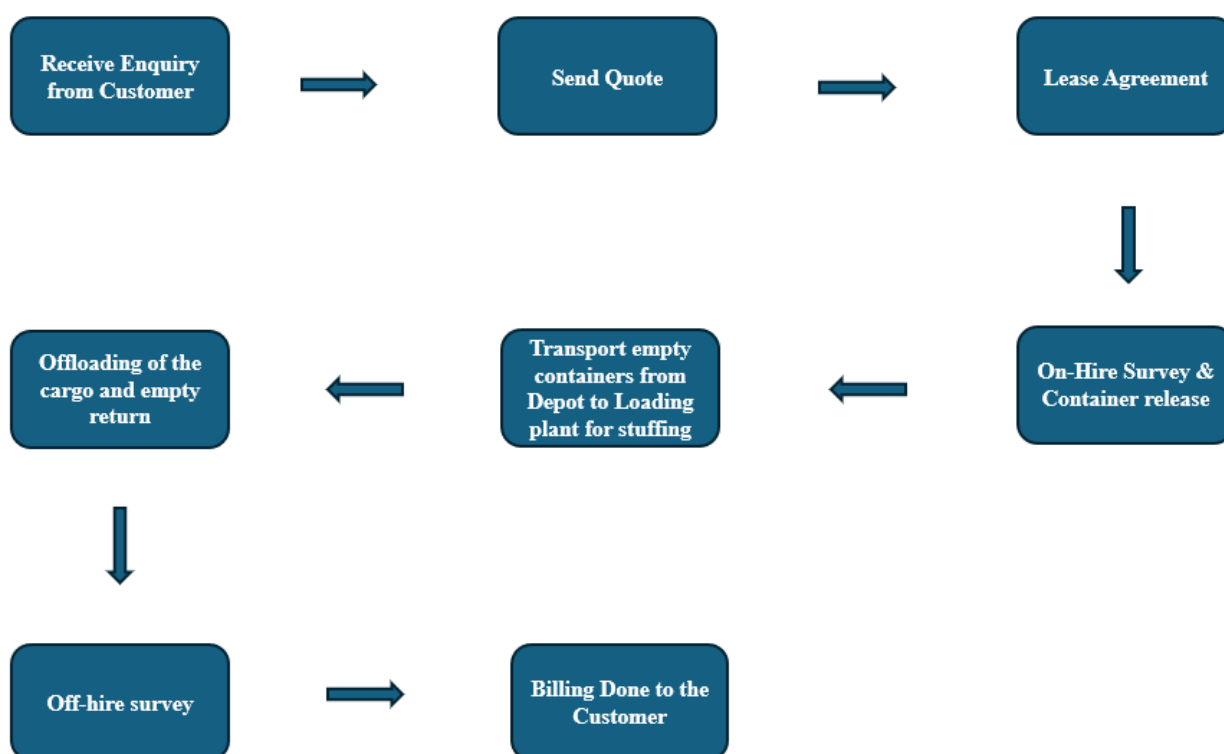 Receive Enquiry
from Customer
Send Quote
Lease Agreement
On-Hire Survey &
Container release
Transport empty
containers from
Depot to Loading
plant for stuffing
Offloading of the
cargo and empty
return
Off-hire survey
Billing Done to the
Customer